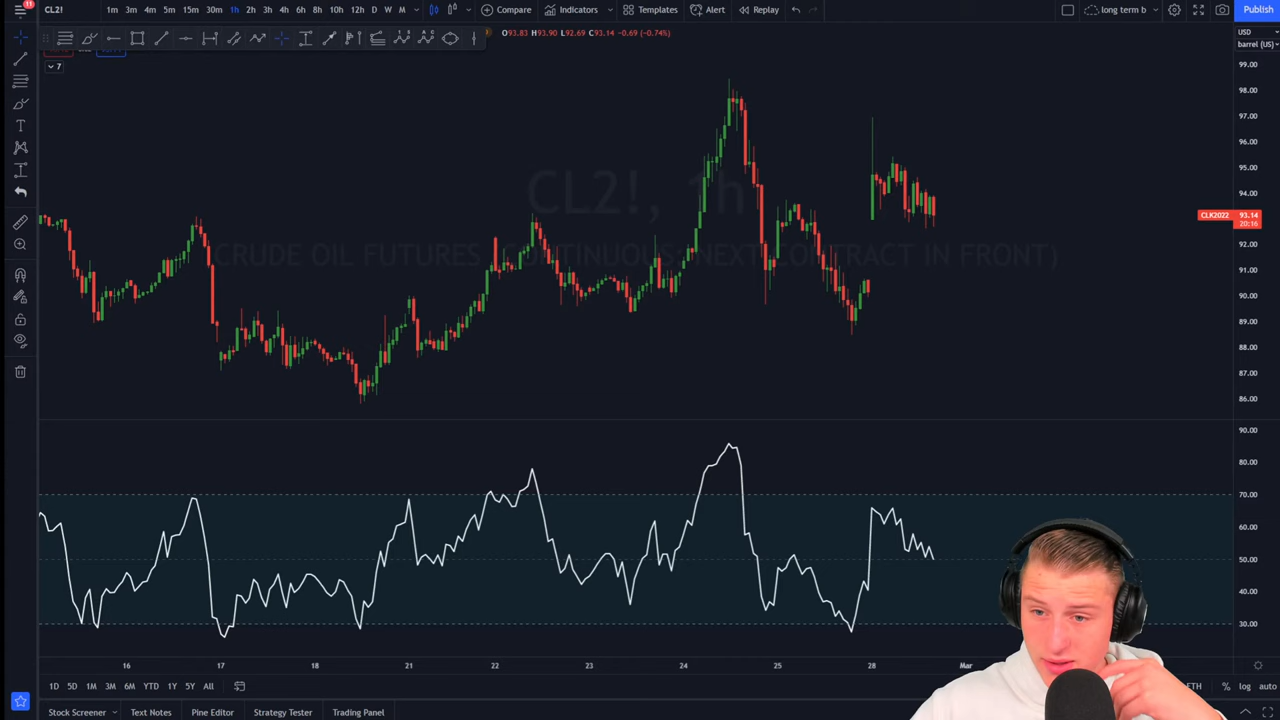 11
CL2!
1m 3m 5m 15m 30m 1h 2h 3h 4h 6h 8h 10h 12h D W M
Compare
Indicators
Templates
Alert
Replay
long term b
Publish
O93.83 H93.90 L92.69 C93.14 -0.69 (-0.74%)
7
USD
barrel (US)
CL2!, 1h
CRUDE OIL FUTURES (CONTINUOUS: NEXT CONTRACT IN FRONT)
99.00
98.00
97.00
96.00
95.00
94.00
CLK2022 93.14
20:16
92.00
91.00
90.00
89.00
88.00
87.00
86.00
90.00
80.00
70.00
60.00
50.00
40.00
30.00
16 17 18 21 22 23 24 25 28 Mar
1D 5D 1M 3M 6M YTD 1Y 5Y All
ETH % log auto
Stock Screener Text Notes Pine Editor Strategy Tester Trading Panel